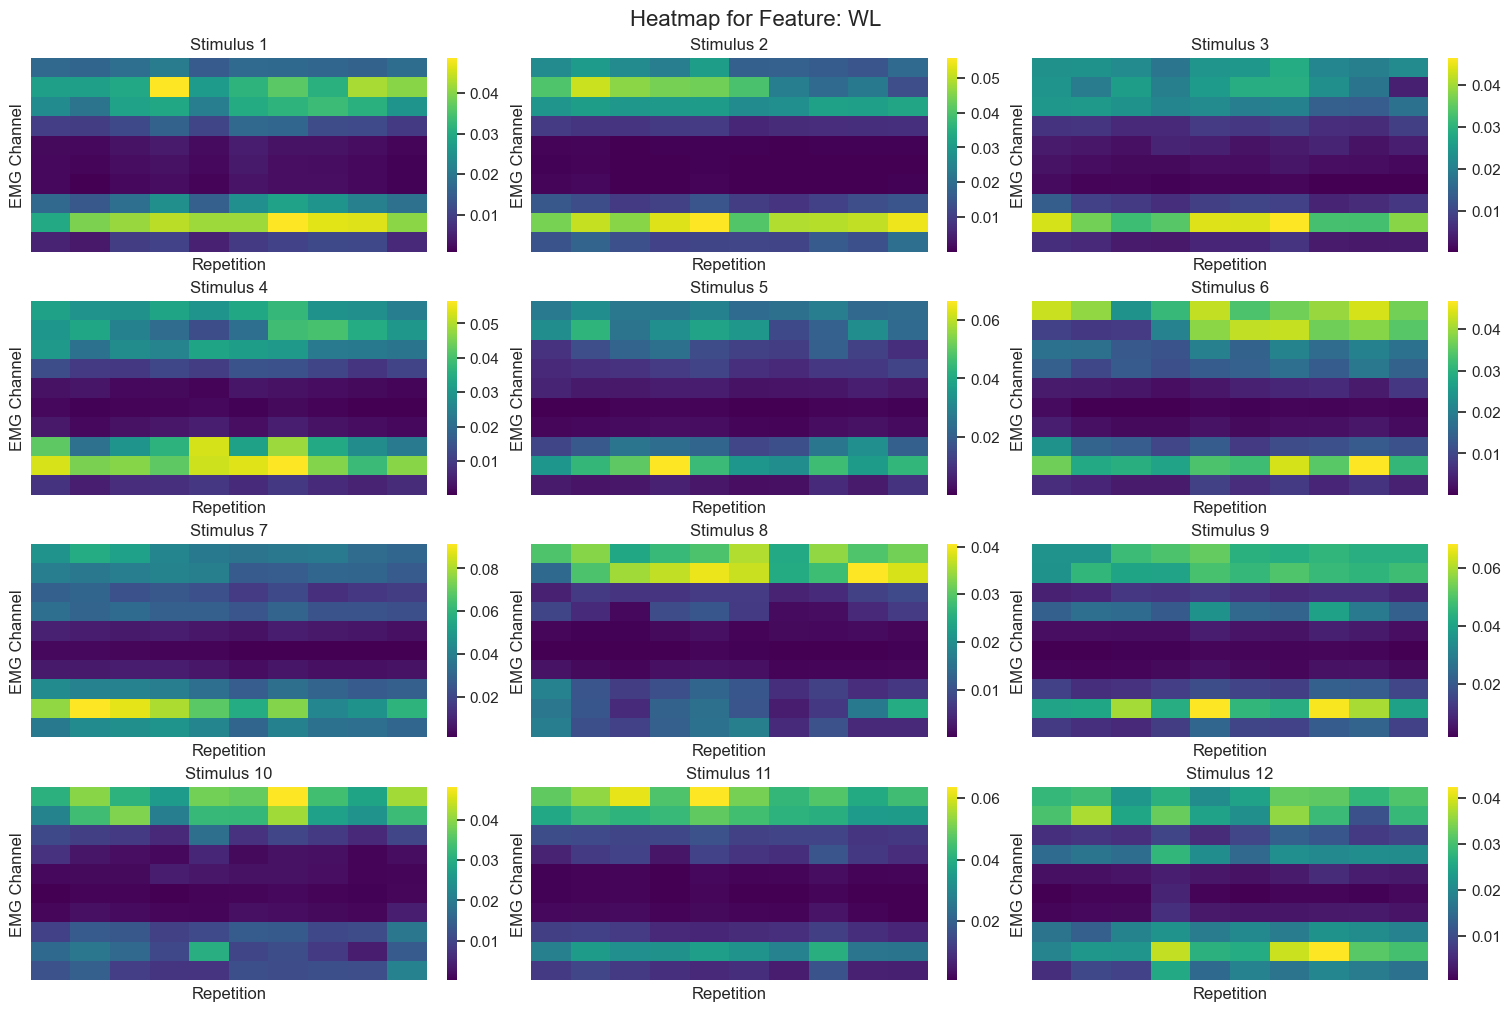 Heatmap for Feature: WL
Stimulus 1
Stimulus 2
Stimulus 3
EMG Channel
0.04
0.03
0.02
0.01
EMG Channel
0.05
0.04
0.03
0.02
0.01
EMG Channel
0.04
0.03
0.02
0.01
Repetition
Repetition
Repetition
Stimulus 4
Stimulus 5
Stimulus 6
EMG Channel
0.05
0.04
0.03
0.02
0.01
EMG Channel
0.06
0.04
0.02
EMG Channel
0.04
0.03
0.02
0.01
Repetition
Repetition
Repetition
Stimulus 7
Stimulus 8
Stimulus 9
EMG Channel
0.08
0.06
0.04
0.02
EMG Channel
0.04
0.03
0.02
0.01
EMG Channel
0.06
0.04
0.02
Repetition
Repetition
Repetition
Stimulus 10
Stimulus 11
Stimulus 12
EMG Channel
0.04
0.03
0.02
0.01
EMG Channel
0.06
0.04
0.02
EMG Channel
0.04
0.03
0.02
0.01
Repetition
Repetition
Repetition